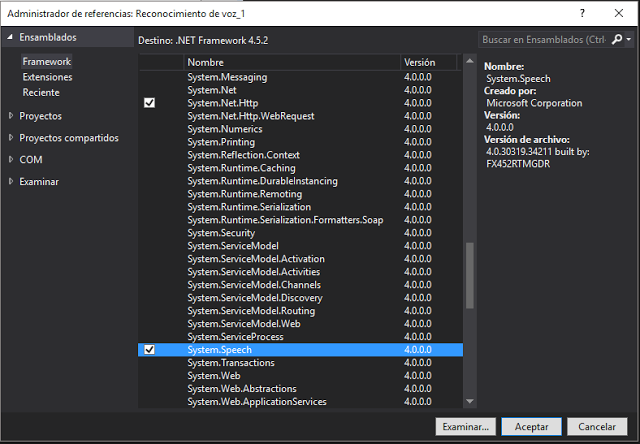 Administrador de referencias: Reconocimiento de voz_1
? ×
Ensamblados
Framework
Extensiones
Reciente
Proyectos
Proyectos compartidos
COM
Examinar
Destino: .NET Framework 4.5.2
Buscar en Ensamblados (Ctrl-
Nombre Versión
System.Messaging 4.0.0.0
System.Net 4.0.0.0
System.Net.Http 4.0.0.0
System.Net.Http.WebRequest 4.0.0.0
System.Numerics 4.0.0.0
System.Printing 4.0.0.0
System.Reflection.Context 4.0.0.0
System.Runtime.Caching 4.0.0.0
System.Runtime.DurableInstancing 4.0.0.0
System.Runtime.Remoting 4.0.0.0
System.Runtime.Serialization 4.0.0.0
System.Runtime.Serialization.Formatters.Soap 4.0.0.0
System.Security 4.0.0.0
System.ServiceModel 4.0.0.0
System.ServiceModel.Activation 4.0.0.0
System.ServiceModel.Activities 4.0.0.0
System.ServiceModel.Channels 4.0.0.0
System.ServiceModel.Discovery 4.0.0.0
System.ServiceModel.Routing 4.0.0.0
System.ServiceModel.Web 4.0.0.0
System.ServiceProcess 4.0.0.0
System.Speech 4.0.0.0
System.Transactions 4.0.0.0
System.Web 4.0.0.0
System.Web.Abstractions 4.0.0.0
System.Web.ApplicationServices 4.0.0.0
Nombre:
System.Speech
Creado por:
Microsoft Corporation
Versión:
4.0.0.0
Versión de archivo:
4.0.30319.34211 built by:
FX452RTMGDR
Examinar... Aceptar Cancelar